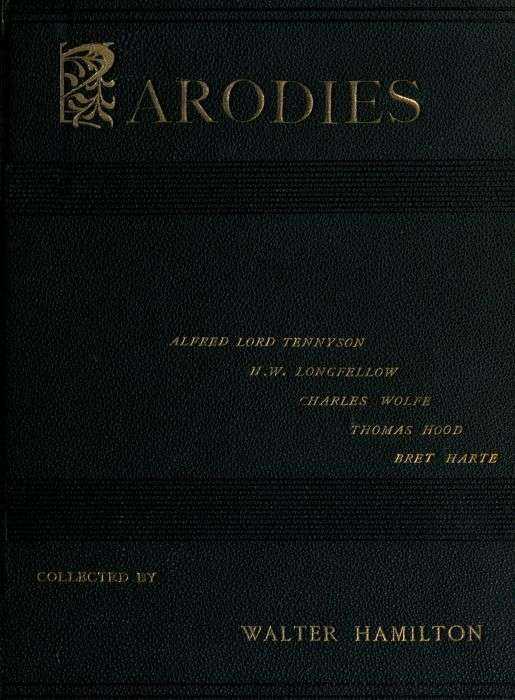 PARODIES
ALFRED LORD TENNYSON
H.W. LONGFELLOW
CHARLES WOLFE
THOMAS HOOD
BRET HARTE
COLLECTED BY
WALTER HAMILTON